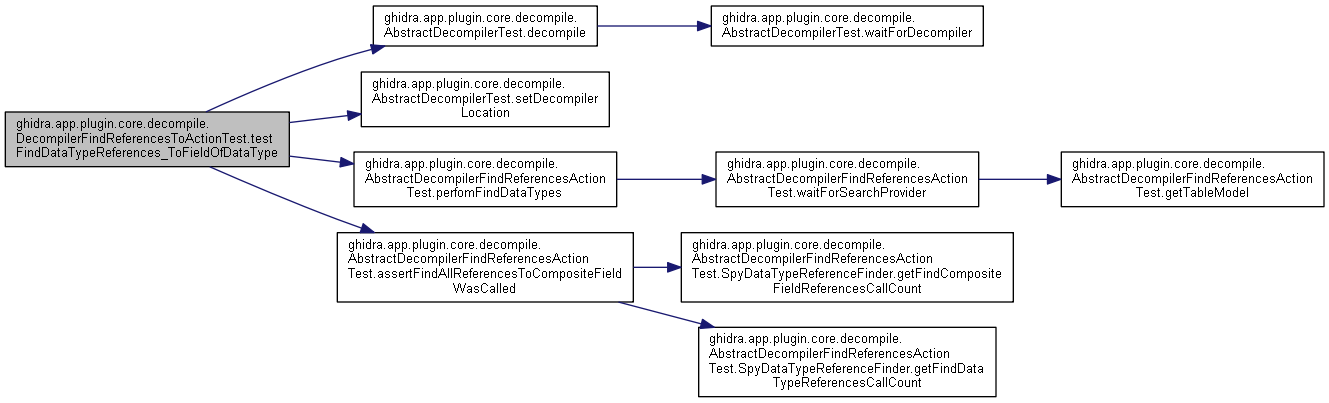 ghidra.app.plugin.core.decompile.
DecompilerFindReferencesToActionTest.test
FindDataTypeReferences_ToFieldOfDataType
ghidra.app.plugin.core.decompile.
AbstractDecompilerTest.decompile
ghidra.app.plugin.core.decompile.
AbstractDecompilerTest.waitForDecompiler
ghidra.app.plugin.core.decompile.
AbstractDecompilerTest.setDecompiler
Location
ghidra.app.plugin.core.decompile.
AbstractDecompilerFindReferencesAction
Test.perfomFindDataTypes
ghidra.app.plugin.core.decompile.
AbstractDecompilerFindReferencesAction
Test.waitForSearchProvider
ghidra.app.plugin.core.decompile.
AbstractDecompilerFindReferencesAction
Test.getTableModel
ghidra.app.plugin.core.decompile.
AbstractDecompilerFindReferencesAction
Test.assertFindAllReferencesToCompositeField
WasCalled
ghidra.app.plugin.core.decompile.
AbstractDecompilerFindReferencesAction
Test.SpyDataTypeReferenceFinder.getFindComposite
FieldReferencesCallCount
ghidra.app.plugin.core.decompile.
AbstractDecompilerFindReferencesAction
Test.SpyDataTypeReferenceFinder.getFindData
TypeReferencesCallCount